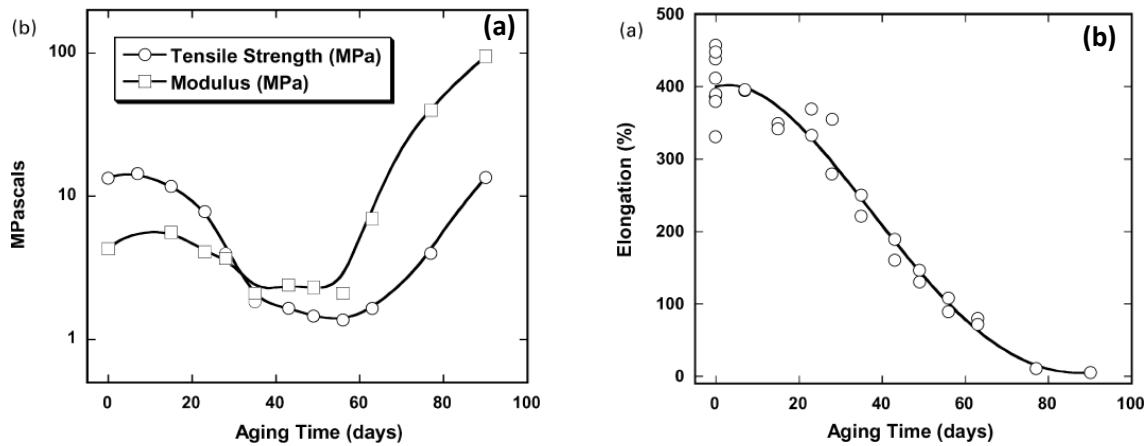 (b)
(a)
Tensile Strength (MPa)
Modulus (MPa)
100
10
1
MPascals
0 20 40 60 80 100
Aging Time (days)
(a)
(b)
500
400
300
200
100
0
Elongation (%)
0 20 40 60 80 100
Aging Time (days)